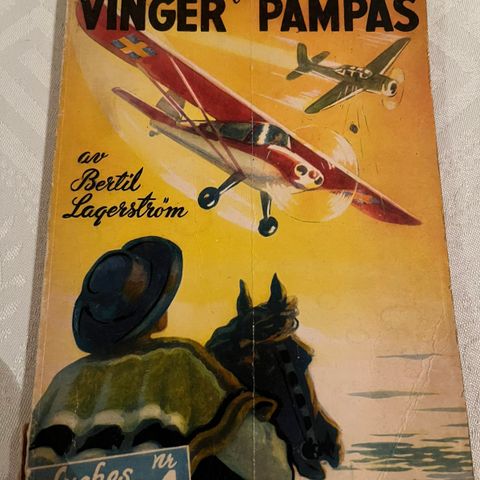 VINGER PAMPAS
av
Bertil
Lagerström
nr